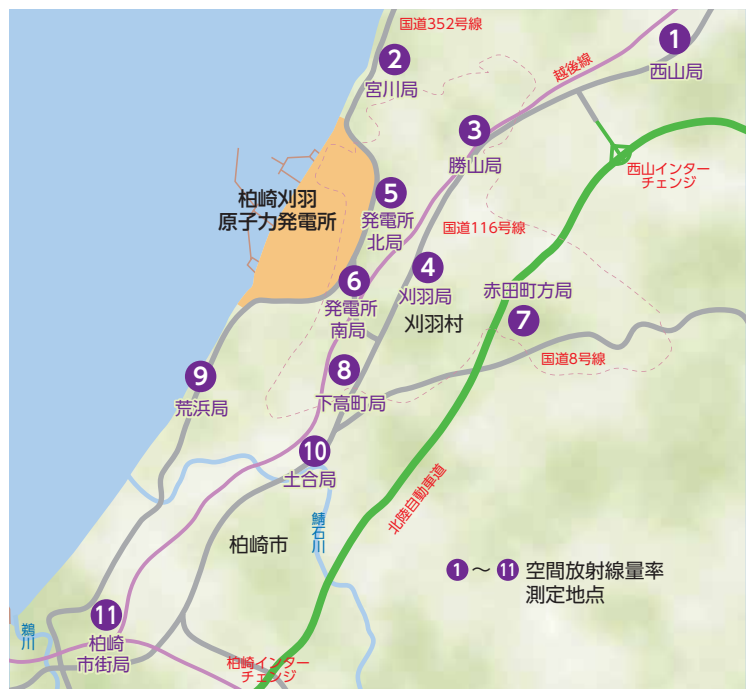 国道352号線
1
西山局
2
宮川局
越後線
3
勝山局
西山インター
チェンジ
柏崎刈羽
原子力発電所
5
発電所
北局
国道116号線
4
刈羽局
刈羽村
6
発電所
南局
赤田町方局
7
国道8号線
8
下高町局
9
荒浜局
10
土合局
北陸自動車道
鯖石川
柏崎市
1～11 空間放射線量率
測定地点
11
柏崎
市街局
鵜川
柏崎インター
チェンジ